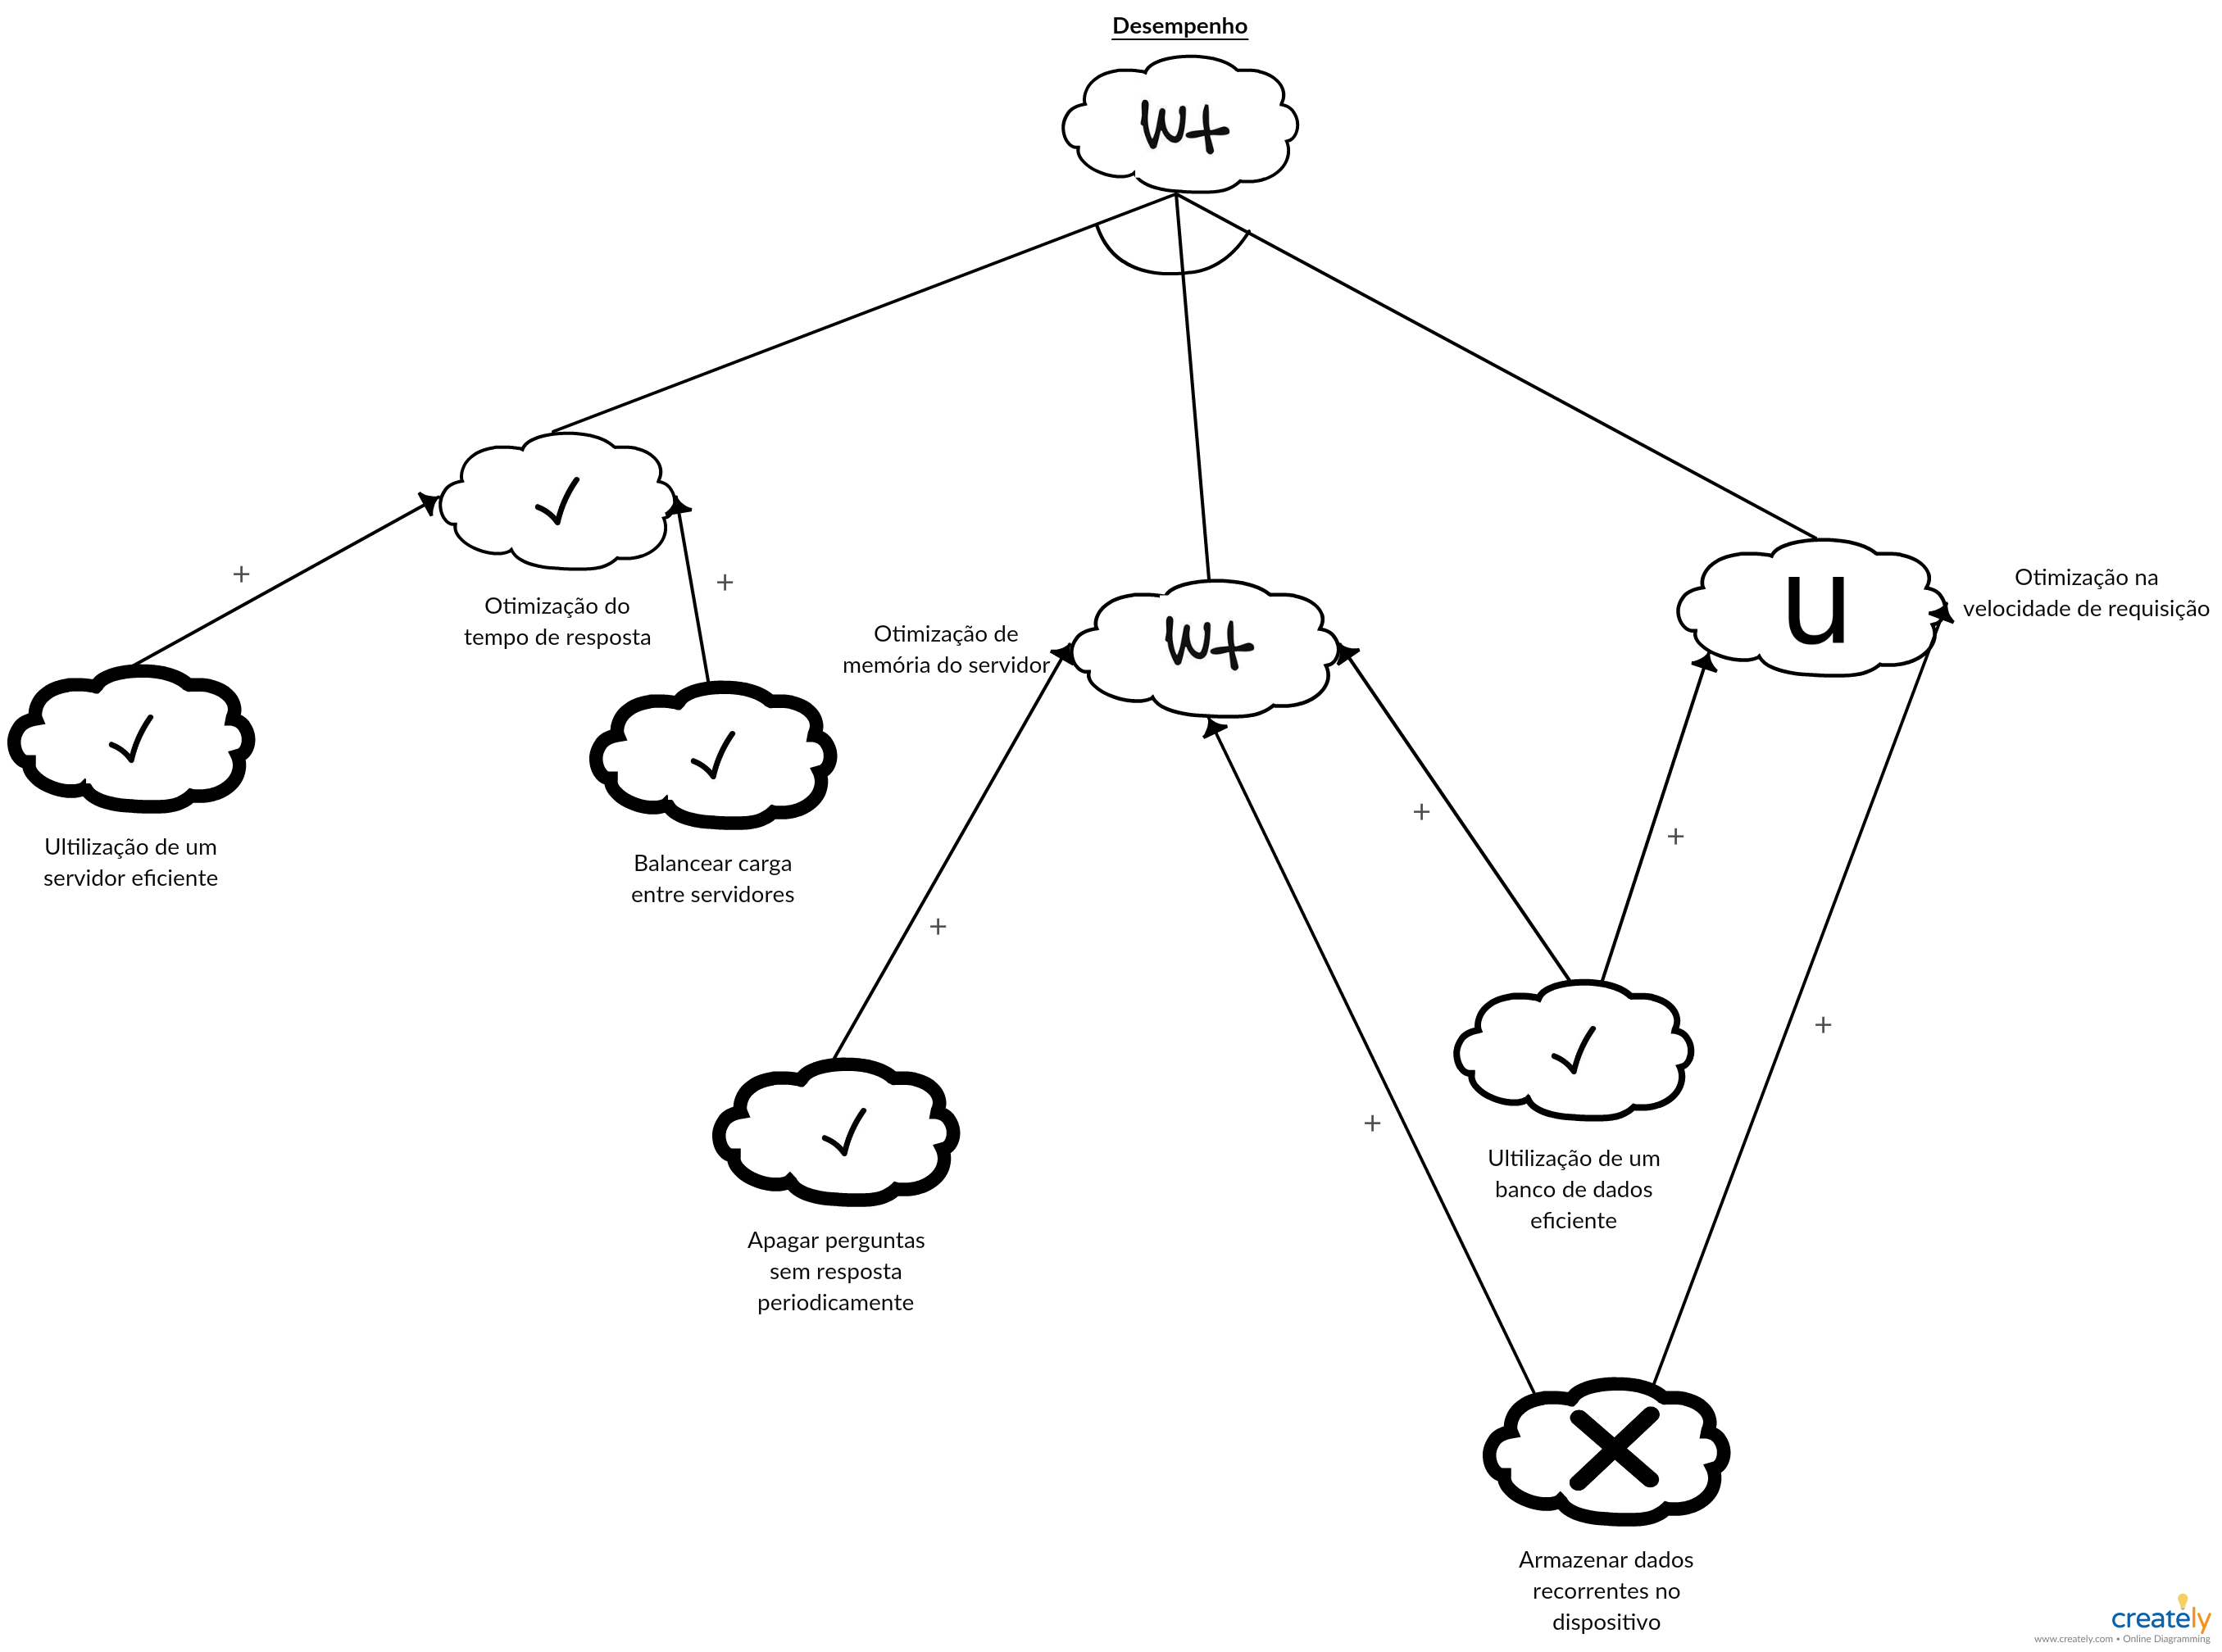 Desempenho
W+
✓
Otimização do
tempo de resposta
+
+
Otimização de
memória do servidor
W+
U
Otimização na
velocidade de requisição
✓
Ultilização de um
servidor eficiente
✓
Balancear carga
entre servidores
+
+
+
+
+
✓
Apagar perguntas
sem resposta
periodicamente
✓
Ultilização de um
banco de dados
eficiente
X
Armazenar dados
recorrentes no
dispositivo
creately
www.creately.com • Online Diagramming